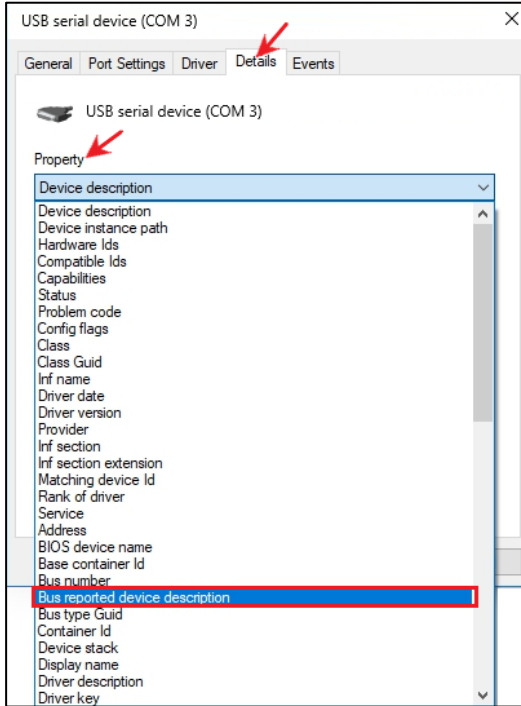 USB serial device (COM 3)
General Port Settings Driver Details Events
USB serial device (COM 3)
Property
Device description
Device description
Device instance path
Hardware Ids
Compatible Ids
Capabilities
Status
Problem code
Config flags
Class
Class Guid
Inf name
Driver date
Driver version
Provider
Inf section
Inf section extension
Matching device Id
Rank of driver
Service
Address
BIOS device name
Base container Id
Bus number
Bus reported device description
Bus type Guid
Container Id
Device stack
Display name
Driver description
Driver key